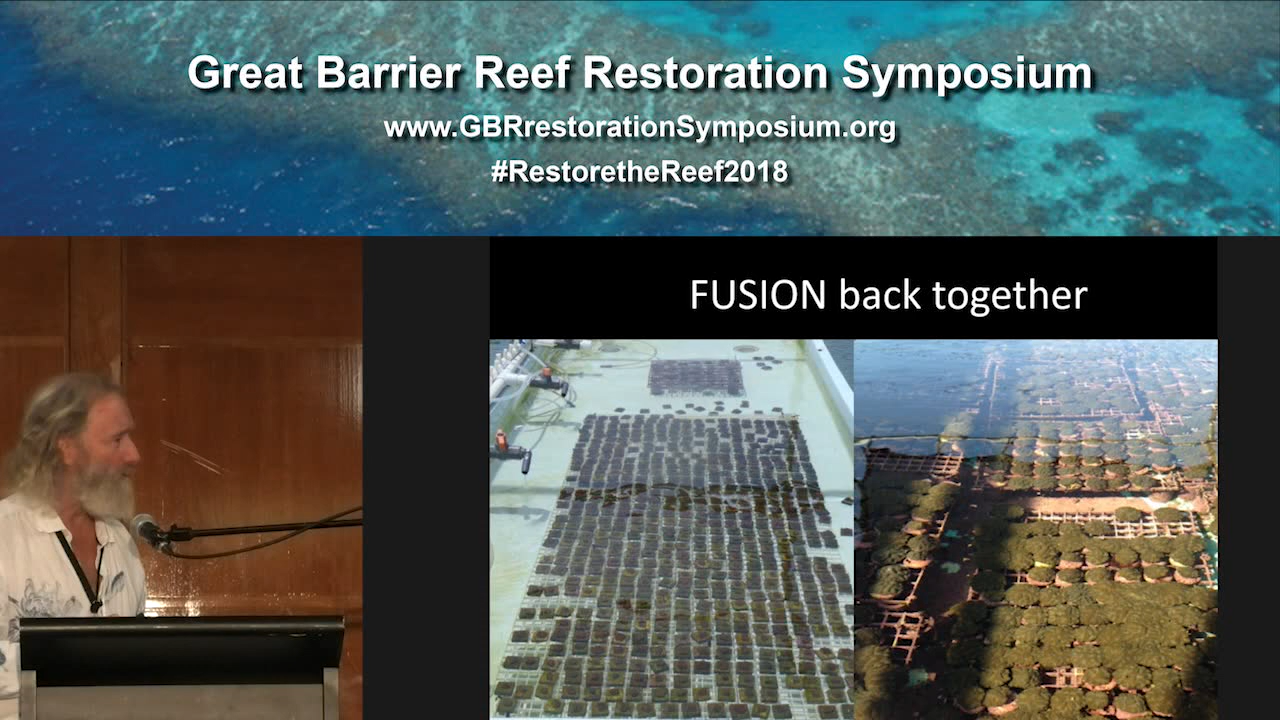 Great Barrier Reef Restoration Symposium
www.GBRrestorationSymposium.org
#RestoretheReef2018
FUSION back together